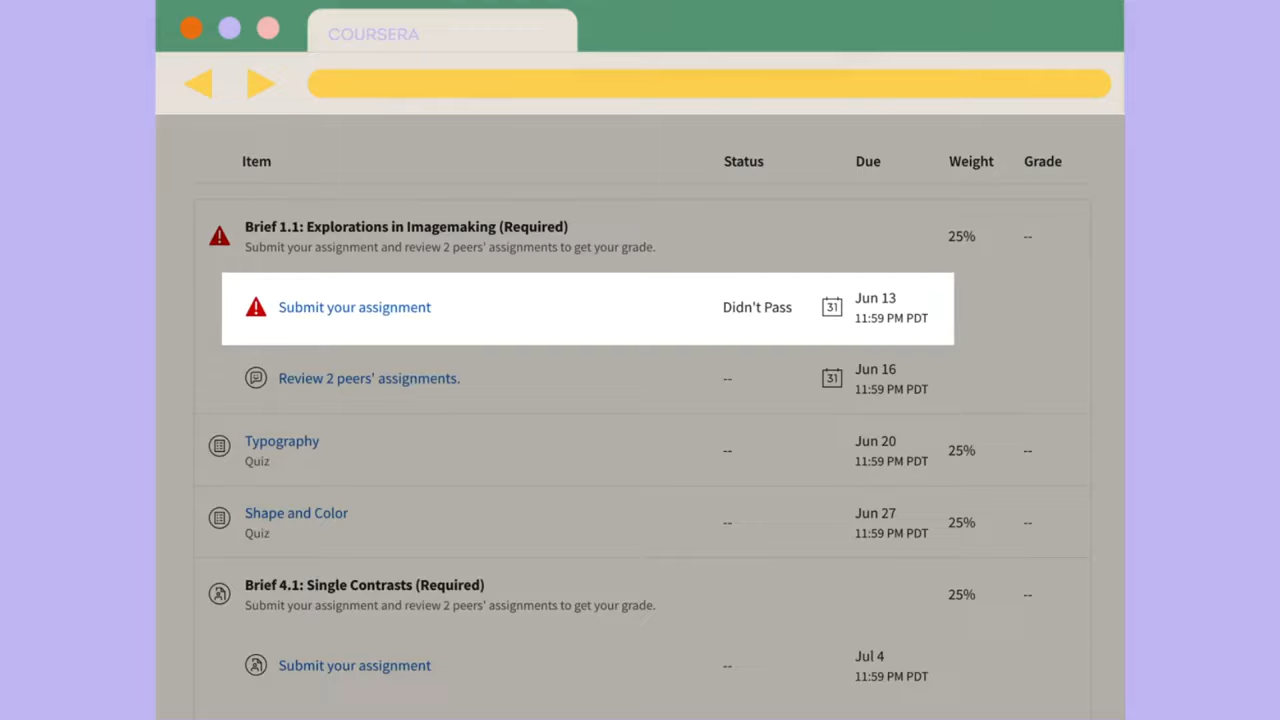 COURSERA
Item Status Due Weight Grade
Brief 1.1: Explorations in Imagemaking (Required)
Submit your assignment and review 2 peers' assignments to get your grade.
25% --
Submit your assignment Didn't Pass 31 Jun 13
11:59 PM PDT
Review 2 peers' assignments. -- 31 Jun 16
11:59 PM PDT
Typography
Quiz
-- Jun 20
11:59 PM PDT
25% --
Shape and Color
Quiz
-- Jun 27
11:59 PM PDT
25% --
Brief 4.1: Single Contrasts (Required)
Submit your assignment and review 2 peers' assignments to get your grade.
25% --
Submit your assignment -- Jul 4
11:59 PM PDT